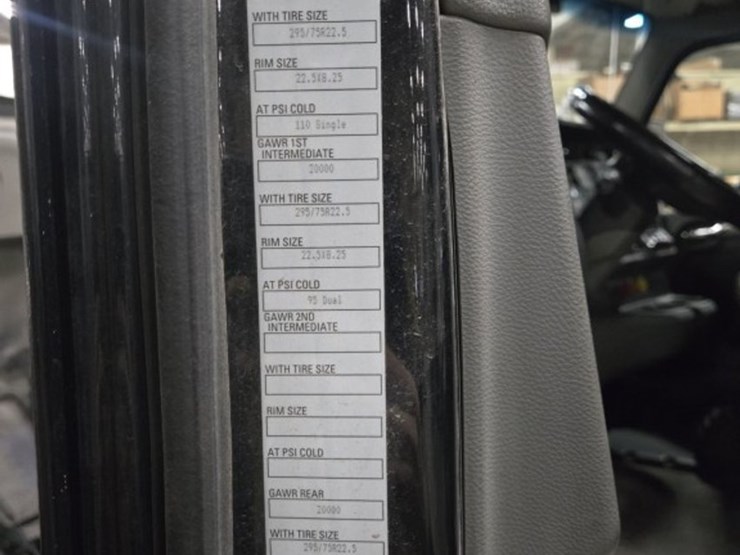 WITH TIRE SIZE
295/75R22.5
RIM SIZE
22.5X8.25
AT PSI COLD
110 Single
GAWR 1ST
INTERMEDIATE
20000
WITH TIRE SIZE
295/75R22.5
RIM SIZE
22.5X8.25
AT PSI COLD
95 Dual
GAWR 2ND
INTERMEDIATE
WITH TIRE SIZE
RIM SIZE
AT PSI COLD
GAWR REAR
20000
WITH TIRE SIZE
295/75R22.5